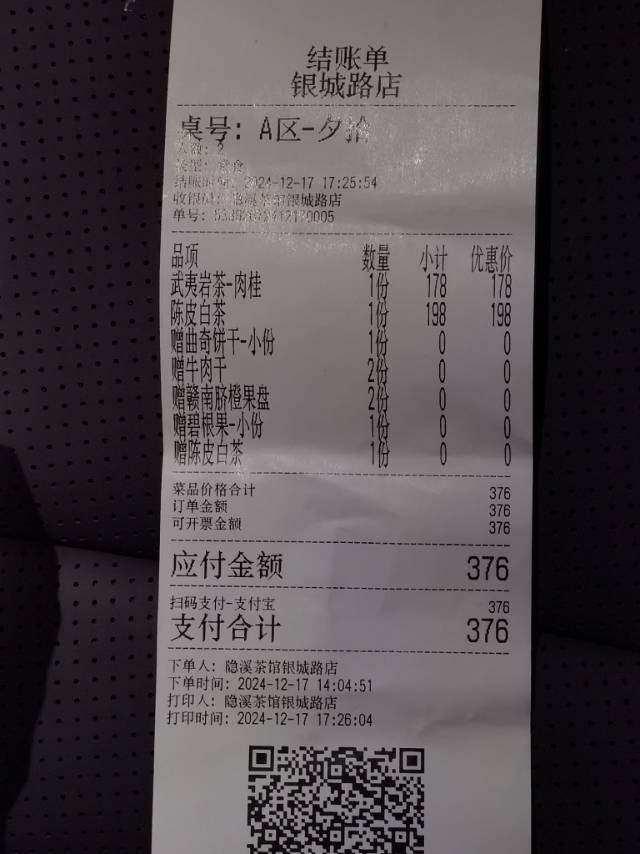 结账单
银城路店
桌号: A区-夕拾
人数: 2
结账时间: 2024-12-17 17:25:54
收银员: 隐溪茶馆银城路店
单号:
品项 数量 小计 优惠价
武夷岩茶-肉桂 1份 178 178
陈皮白茶 1份 198 198
赠曲奇饼干-小份 1份 0 0
赠牛肉干 2份 0 0
赠赣南脐橙果盘 2份 0 0
赠碧根果-小份 1份 0 0
赠陈皮白茶 1份 0 0
菜品价格合计 376
订单金额 376
可开票金额 376
应付金额 376
扫码支付-支付宝 376
支付合计 376
下单人: 隐溪茶馆银城路店
下单时间: 2024-12-17 14:04:51
打印人: 隐溪茶馆银城路店
打印时间: 2024-12-17 17:26:04